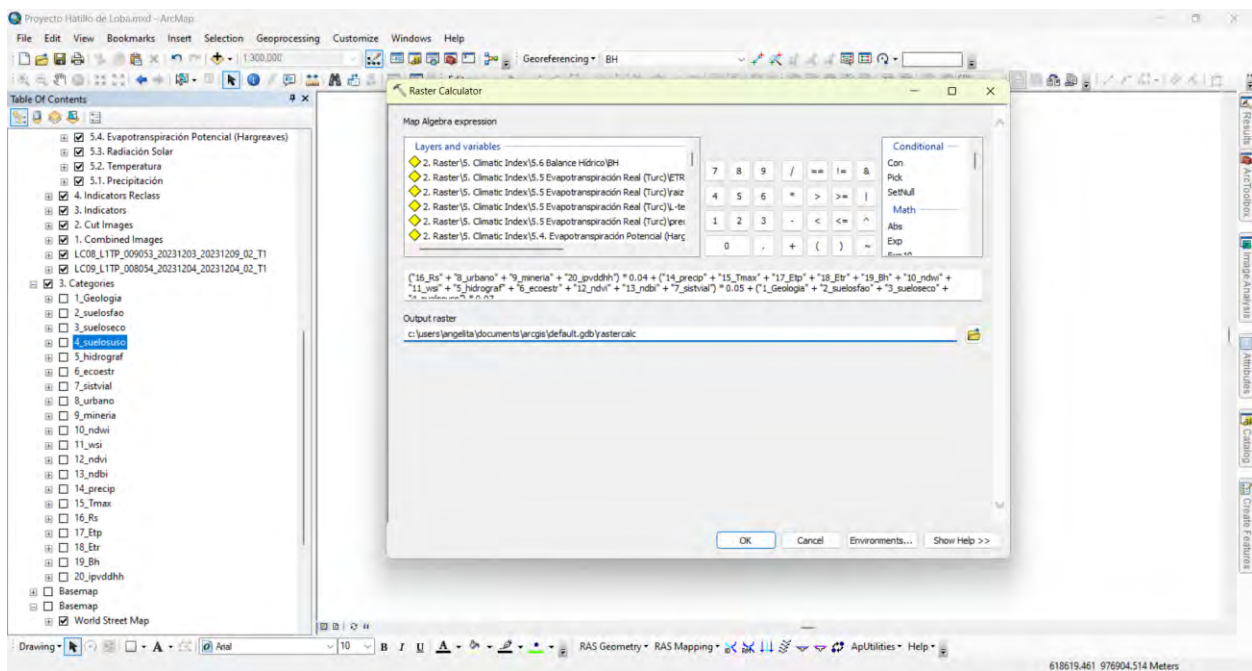 Proyecto Hatillo de Loba.mxd - ArcMap
File Edit View Bookmarks Insert Selection Geoprocessing Customize Windows Help
1:300,000
Georeferencing BH
Table Of Contents
5.4. Evapotranspiración Potencial (Hargreaves)
5.3. Radiación Solar
5.2. Temperatura
5.1. Precipitación
4. Indicators Reclass
3. Indicators
2. Cut Images
1. Combined Images
LC08_L1TP_009053_20231203_20231209_02_T1
LC09_L1TP_008054_20231204_20231204_02_T1
3. Categories
1_Geologia
2_suelosfao
3_sueloseco
4_suelosuso
5_hidrograf
6_ecoestr
7_sistvial
8_urbano
9_mineria
10_ndwi
11_wsi
12_ndvi
13_ndbi
14_precip
15_Tmax
16_Rs
17_Etp
18_Etr
19_Bh
20_ipvddhh
Basemap
Basemap
World Street Map
Raster Calculator
Map Algebra expression
Layers and variables
2. Raster\5. Climatic Index\5.6 Balance Hídrico\BH
2. Raster\5. Climatic Index\5.5 Evapotranspiración Real (Turc)\ETR
2. Raster\5. Climatic Index\5.5 Evapotranspiración Real (Turc)\raiz
2. Raster\5. Climatic Index\5.5 Evapotranspiración Real (Turc)\L-te
2. Raster\5. Climatic Index\5.5 Evapotranspiración Real (Turc)\prec
2. Raster\5. Climatic Index\5.4. Evapotranspiración Potencial (Harg
7 8 9 / == != &
4 5 6 * > >= |
1 2 3 - < <= ^
0 . + ( ) ~
Conditional
Con
Pick
SetNull
Math
Abs
Exp
("16_Rs" + "8_urbano" + "9_mineria" + "20_ipvddhh") * 0.04 + ("14_precip" + "15_Tmax" + "17_Etp" + "18_Etr" + "19_Bh" + "10_ndwi" +
"11_wsi" + "5_hidrograf" + "6_ecoestr" + "12_ndvi" + "13_ndbi" + "7_sistvial") * 0.05 + ("1_Geologia" + "2_suelosfao" + "3_sueloseco" +
Output raster
c:\users\angelita\documents\arcgis\default.gdb\rastercalc
OK Cancel Environments... Show Help >>
Results
ArcToolbox
Image Analysis
Attributes
Catalog
Create Features
Drawing A Arial 10 B I U A RAS Geometry RAS Mapping ApUtilities Help
618619.461 976904.514 Meters